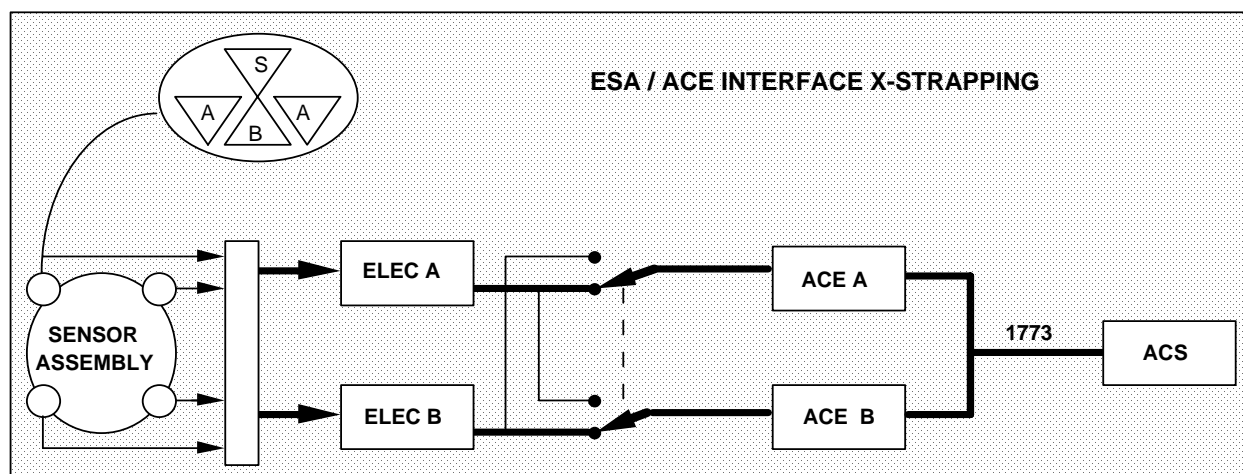 ESA / ACE INTERFACE X-STRAPPING
S
A
A
B
ELEC A
ACE A
SENSOR
ASSEMBLY
1773
ACS
ELEC B
ACE B